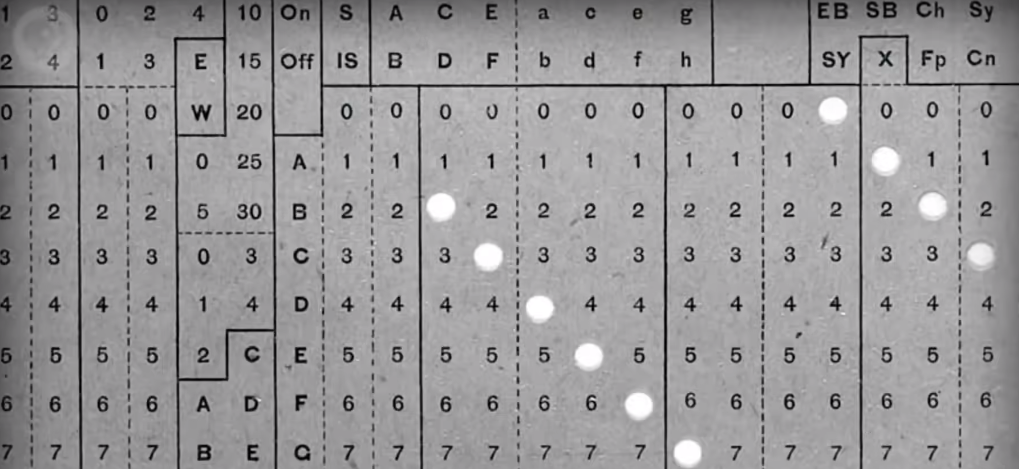 1 3 0 2 4 10 On S A C E a c e g EB SB Ch Sy
2 4 1 3 E 15 Off IS B D F b d f h SY X Fp Cn
0 0 0 0 W 20 0 0 0 0 0 0 0 0 0 0 0 0 0
1 1 1 1 0 25 A 1 1 1 1 1 1 1 1 1 1 1 1 1
2 2 2 2 5 30 B 2 2 2 2 2 2 2 2 2 2 2 2
3 3 3 3 0 3 C 3 3 3 3 3 3 3 3 3 3 3 3
4 4 4 4 1 4 D 4 4 4 4 4 4 4 4 4 4 4 4 4
5 5 5 5 2 C E 5 5 5 5 5 5 5 5 5 5 5 5 5
6 6 6 6 A D F 6 6 6 6 6 6 6 6 6 6 6 6 6
7 7 7 7 B E G 7 7 7 7 7 7 7 7 7 7 7 7 7